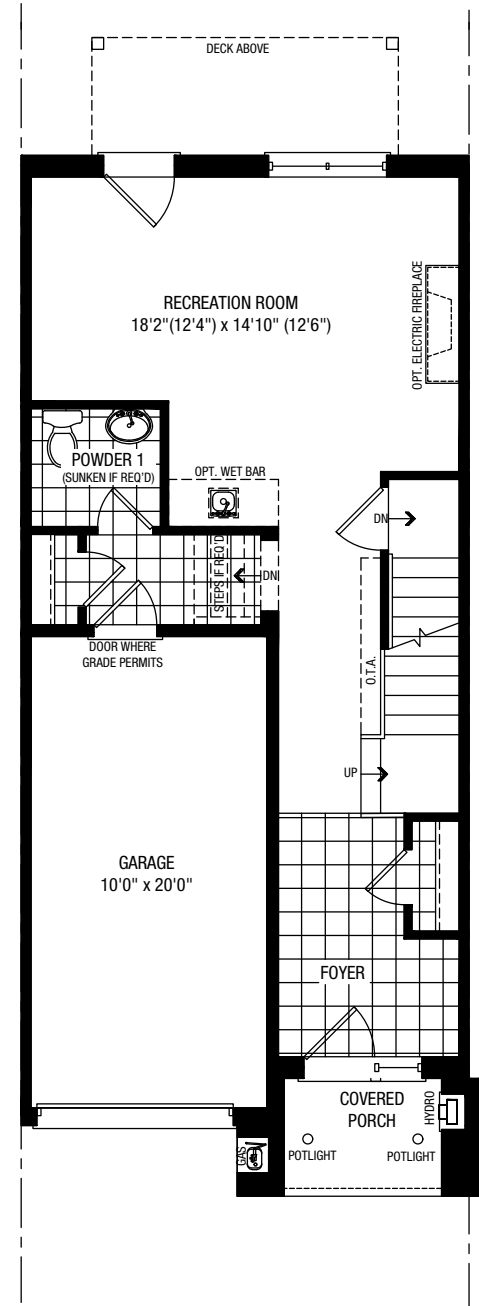 DECK ABOVE
RECREATION ROOM
18'2"(12'4") x 14'10" (12'6")
OPT. ELECTRIC FIREPLACE
POWDER 1
(SUNKEN IF REQ'D)
OPT. WET BAR
DN
STEPS IF REQ'D
DN
DOOR WHERE
GRADE PERMITS
O.T.A.
UP
GARAGE
10'0" x 20'0"
FOYER
COVERED
PORCH
HYDRO
GAS
POTLIGHT
POTLIGHT